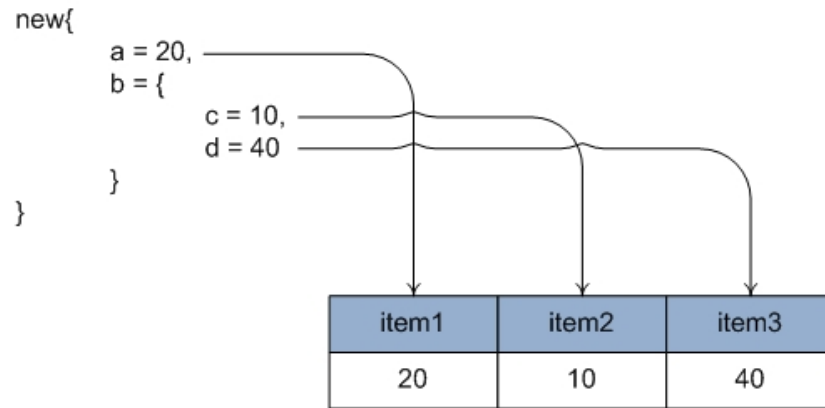 new{
a = 20,
b = {
c = 10,
d = 40
}
}
item1 item2 item3
20 10 40